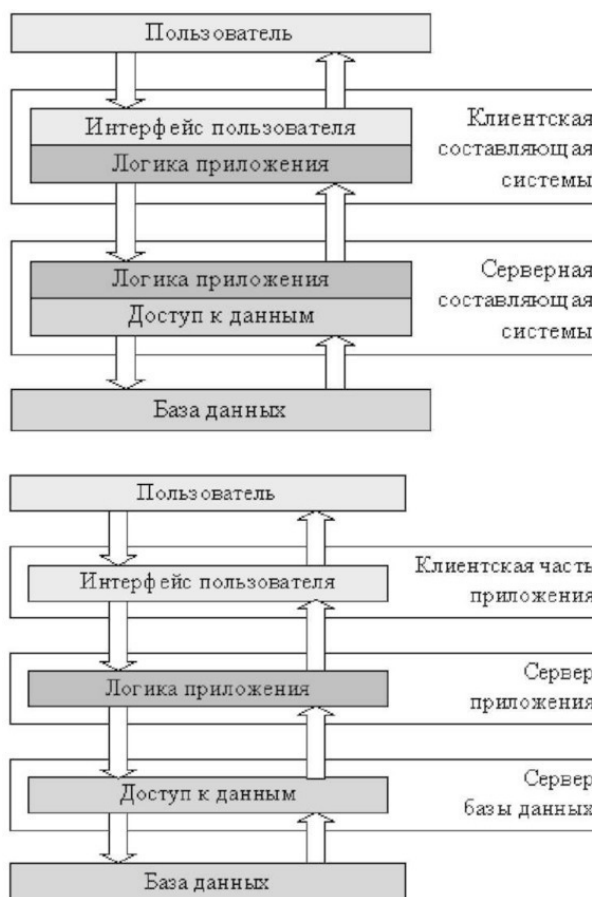 Пользователь
Интерфейс пользователя
Логика приложения
Клиентская
составляющая
системы
Логика приложения
Доступ к данным
Серверная
составляющая
системы
База данных
Пользователь
Интерфейс пользователя
Клиентская часть
приложения
Логика приложения
Сервер
приложения
Доступ к данным
Сервер
базы данных
База данных